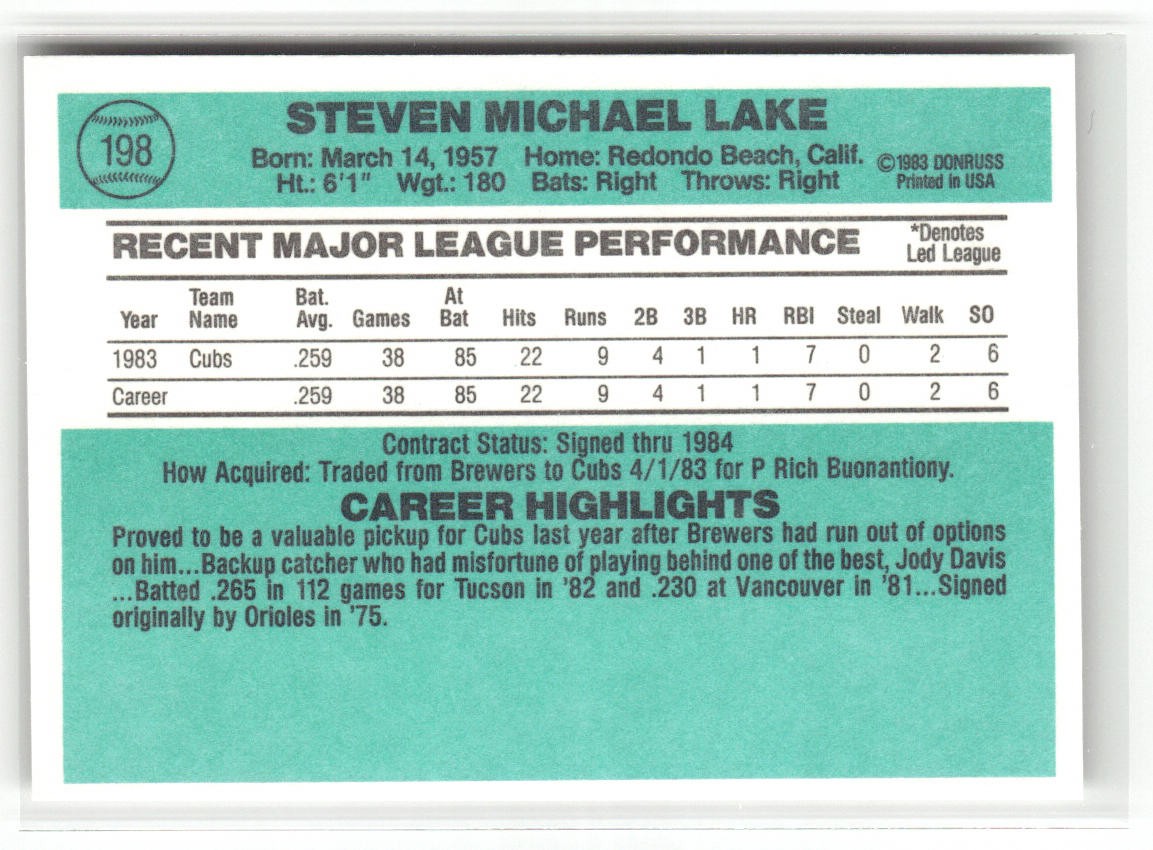 198
STEVEN MICHAEL LAKE
Born: March 14, 1957 Home: Redondo Beach, Calif.
Ht.: 6'1" Wgt.: 180 Bats: Right Throws: Right
©1983 DONRUSS
Printed in USA
RECENT MAJOR LEAGUE PERFORMANCE
*Denotes
Led League
Year Team Name Bat. Avg. Games At Bat Hits Runs 2B 3B HR RBI Steal Walk SO
1983 Cubs .259 38 85 22 9 4 1 1 7 0 2 6
Career .259 38 85 22 9 4 1 1 7 0 2 6
Contract Status: Signed thru 1984
How Acquired: Traded from Brewers to Cubs 4/1/83 for P Rich Buonantiony.
CAREER HIGHLIGHTS
Proved to be a valuable pickup for Cubs last year after Brewers had run out of options
on him...Backup catcher who had misfortune of playing behind one of the best, Jody Davis
...Batted .265 in 112 games for Tucson in '82 and .230 at Vancouver in '81...Signed
originally by Orioles in '75.